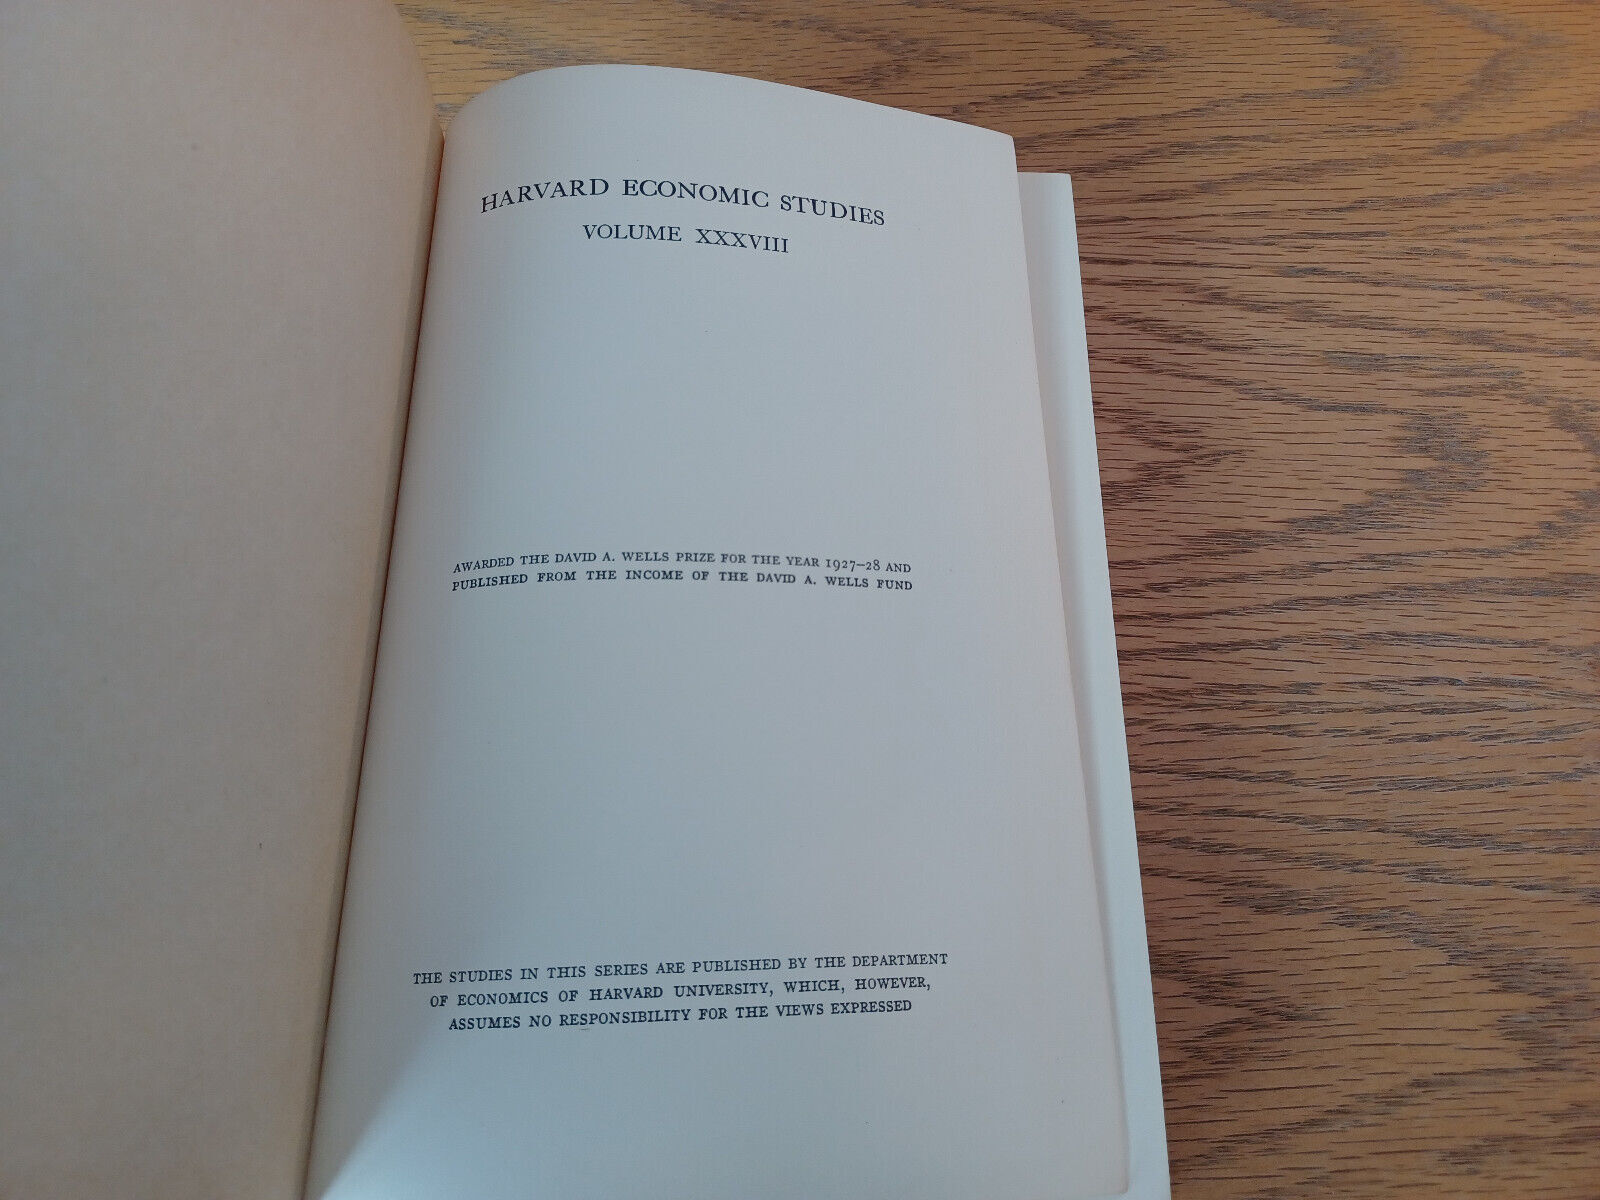 HARVARD ECONOMIC STUDIES
VOLUME XXXVIII
AWARDED THE DAVID A. WELLS PRIZE FOR THE YEAR 1927–28 AND
PUBLISHED FROM THE INCOME OF THE DAVID A. WELLS FUND
THE STUDIES IN THIS SERIES ARE PUBLISHED BY THE DEPARTMENT
OF ECONOMICS OF HARVARD UNIVERSITY, WHICH, HOWEVER,
ASSUMES NO RESPONSIBILITY FOR THE VIEWS EXPRESSED